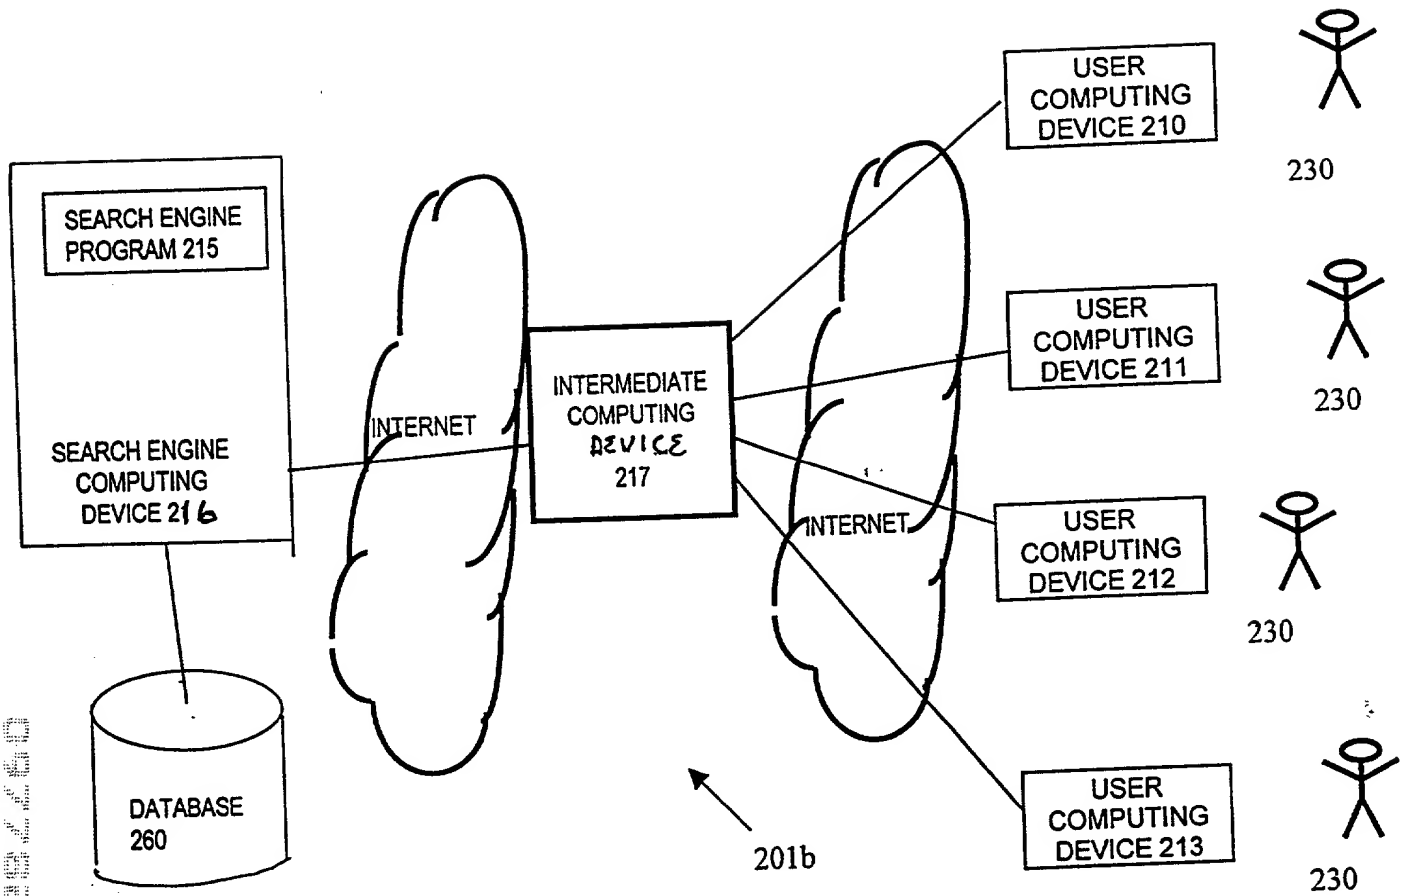 SEARCH ENGINE
PROGRAM 215
SEARCH ENGINE
COMPUTING
DEVICE 216
DATABASE
260
INTERNET
INTERMEDIATE
COMPUTING
DEVICE
217
INTERNET
201b
USER
COMPUTING
DEVICE 210
230
USER
COMPUTING
DEVICE 211
230
USER
COMPUTING
DEVICE 212
230
USER
COMPUTING
DEVICE 213
230